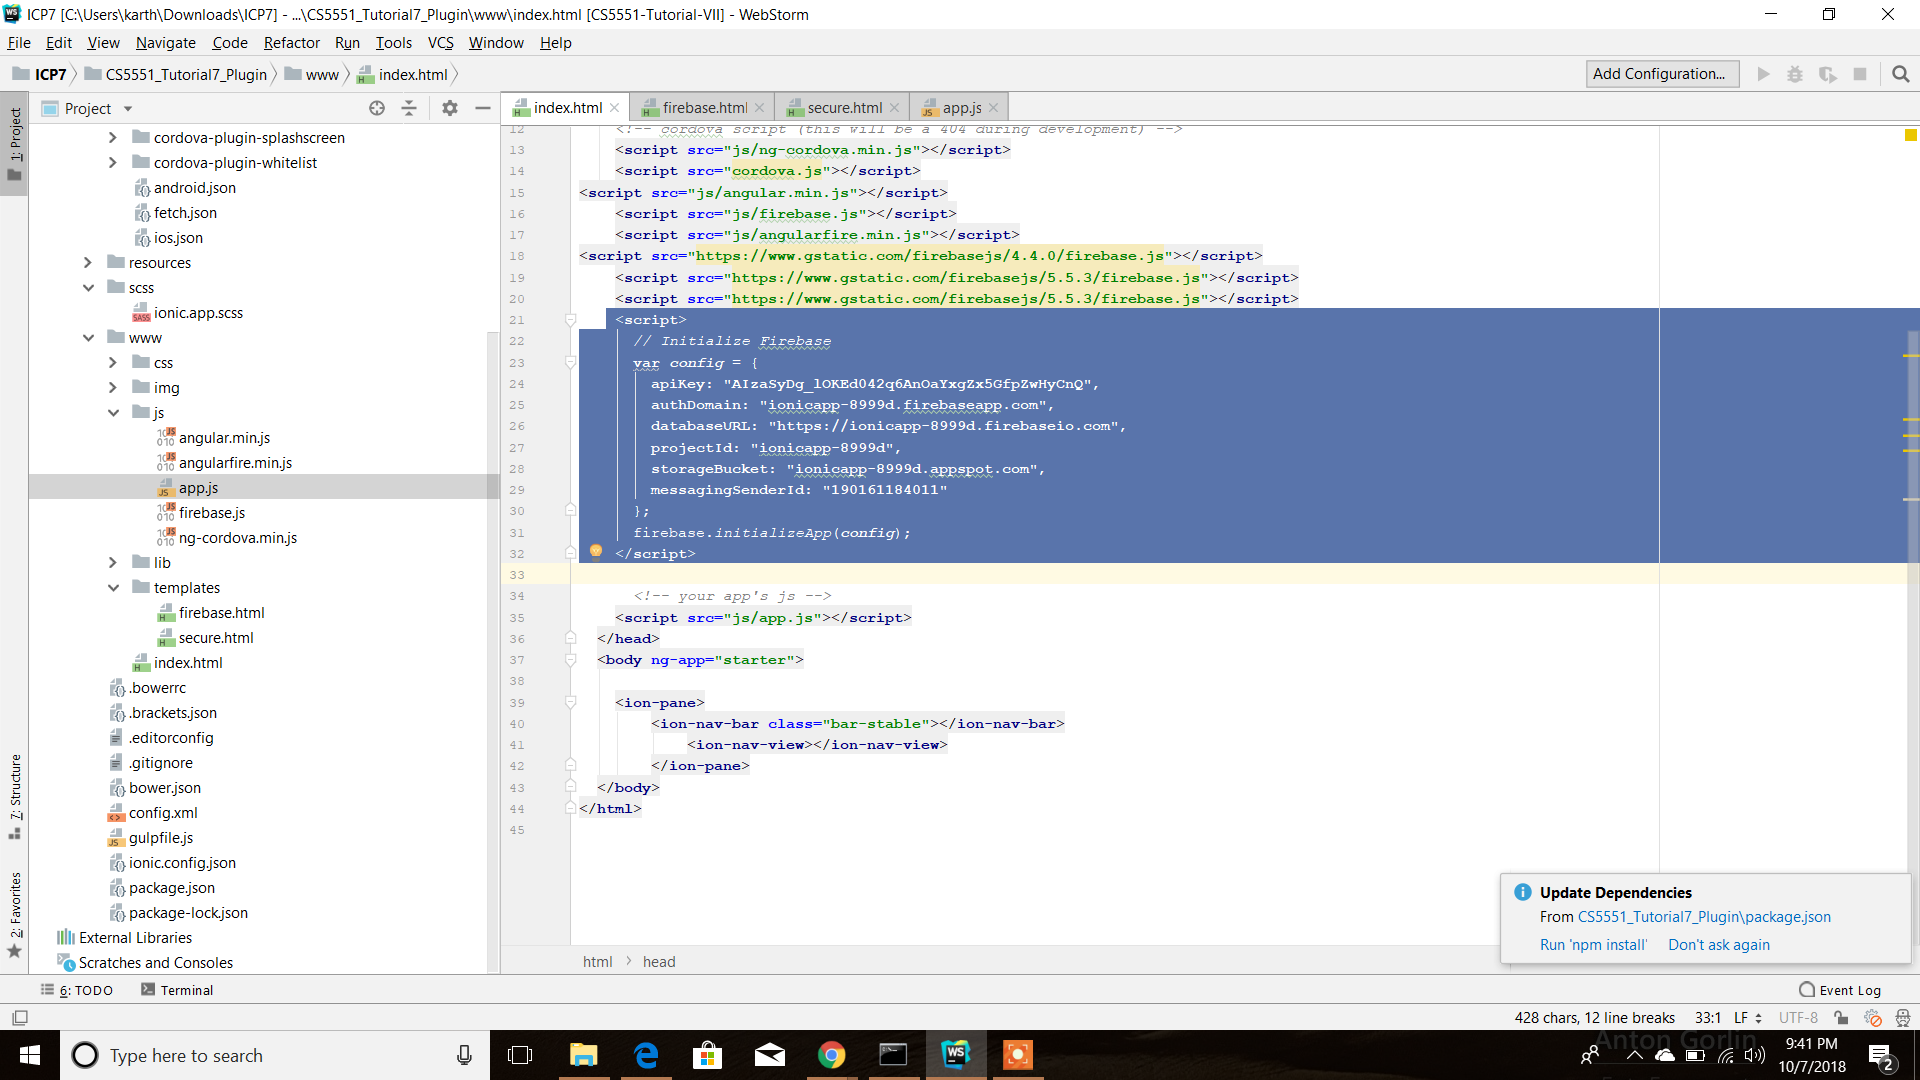 ICP7 [C:\Users\karth\Downloads\ICP7] - ...\CS5551_Tutorial7_Plugin\www\index.html [CS5551-Tutorial-VII] - WebStorm
File Edit View Navigate Code Refactor Run Tools VCS Window Help
ICP7 CS5551_Tutorial7_Plugin www index.html Add Configuration...
1: Project
7: Structure
2: Favorites
Project
cordova-plugin-splashscreen
cordova-plugin-whitelist
android.json
fetch.json
ios.json
resources
scss
ionic.app.scss
www
css
img
js
angular.min.js
angularfire.min.js
app.js
firebase.js
ng-cordova.min.js
lib
templates
firebase.html
secure.html
index.html
.bowerrc
.brackets.json
.editorconfig
.gitignore
bower.json
config.xml
gulpfile.js
ionic.config.json
package.json
package-lock.json
External Libraries
Scratches and Consoles
index.html firebase.html secure.html app.js
12 <!-- cordova script (this will be a 404 during development) -->
13 <script src="js/ng-cordova.min.js"></script>
14 <script src="cordova.js"></script>
15 <script src="js/angular.min.js"></script>
16 <script src="js/firebase.js"></script>
17 <script src="js/angularfire.min.js"></script>
18 <script src="https://www.gstatic.com/firebasejs/4.4.0/firebase.js"></script>
19 <script src="https://www.gstatic.com/firebasejs/5.5.3/firebase.js"></script>
20 <script src="https://www.gstatic.com/firebasejs/5.5.3/firebase.js"></script>
21 <script>
22 // Initialize Firebase
23 var config = {
24 apiKey: "AIzaSyDg_lOKEd042q6AnOaYxgZx5GfpZwHyCnQ",
25 authDomain: "ionicapp-8999d.firebaseapp.com",
26 databaseURL: "https://ionicapp-8999d.firebaseio.com",
27 projectId: "ionicapp-8999d",
28 storageBucket: "ionicapp-8999d.appspot.com",
29 messagingSenderId: "190161184011"
30 };
31 firebase.initializeApp(config);
32 </script>
33
34 <!-- your app's js -->
35 <script src="js/app.js"></script>
36 </head>
37 <body ng-app="starter">
38
39 <ion-pane>
40 <ion-nav-bar class="bar-stable"></ion-nav-bar>
41 <ion-nav-view></ion-nav-view>
42 </ion-pane>
43 </body>
44 </html>
45
html > head
Update Dependencies
From CS5551_Tutorial7_Plugin\package.json
Run 'npm install' Don't ask again
6: TODO Terminal Event Log
428 chars, 12 line breaks 33:1 LF UTF-8
Anton Gorlin
Type here to search
9:41 PM
10/7/2018
2